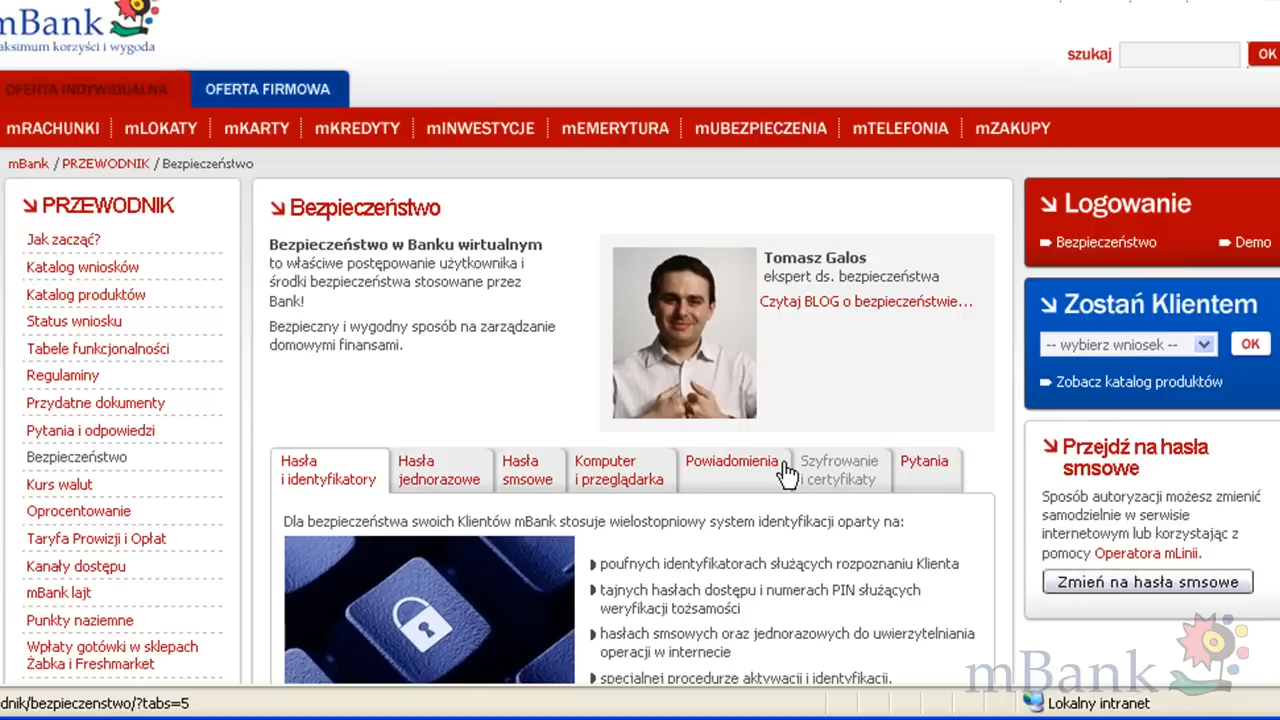 mBank
aksimum korzyści i wygoda
szukaj
OK
OFERTA INDYWIDUALNA
OFERTA FIRMOWA
mRACHUNKI
mLOKATY
mKARTY
mKREDYTY
mINWESTYCJE
mEMERYTURA
mUBEZPIECZENIA
mTELEFONIA
mZAKUPY
mBank / PRZEWODNIK / Bezpieczeństwo
PRZEWODNIK
Jak zacząć?
Katalog wniosków
Katalog produktów
Status wniosku
Tabele funkcjonalności
Regulaminy
Przydatne dokumenty
Pytania i odpowiedzi
Bezpieczeństwo
Kurs walut
Oprocentowanie
Taryfa Prowizji i Opłat
Kanały dostępu
mBank lajt
Punkty naziemne
Wpłaty gotówki w sklepach
Żabka i Freshmarket
Bezpieczeństwo
Bezpieczeństwo w Banku wirtualnym
to właściwe postępowanie użytkownika i
środki bezpieczeństwa stosowane przez
Bank!
Bezpieczny i wygodny sposób na zarządzanie
domowymi finansami.
Tomasz Galos
ekspert ds. bezpieczeństwa
Czytaj BLOG o bezpieczeństwie...
Hasła
i identyfikatory
Hasła
jednorazowe
Hasła
smsowe
Komputer
i przeglądarka
Powiadomienia
Szyfrowanie
i certyfikaty
Pytania
Dla bezpieczeństwa swoich Klientów mBank stosuje wielostopniowy system identyfikacji oparty na:
poufnych identyfikatorach służących rozpoznaniu Klienta
tajnych hasłach dostępu i numerach PIN służących
weryfikacji tożsamości
hasłach smsowych oraz jednorazowych do uwierzytelniania
operacji w internecie
specjalnej procedurze aktywacji i identyfikacji.
Logowanie
Bezpieczeństwo
Demo
Zostań Klientem
-- wybierz wniosek --
OK
Zobacz katalog produktów
Przejdź na hasła
smsowe
Sposób autoryzacji możesz zmienić
samodzielnie w serwisie
internetowym lub korzystając z
pomocy Operatora mLinii.
Zmień na hasła smsowe
mBank
dnik/bezpieczenstwo/?tabs=5
Lokalny intranet